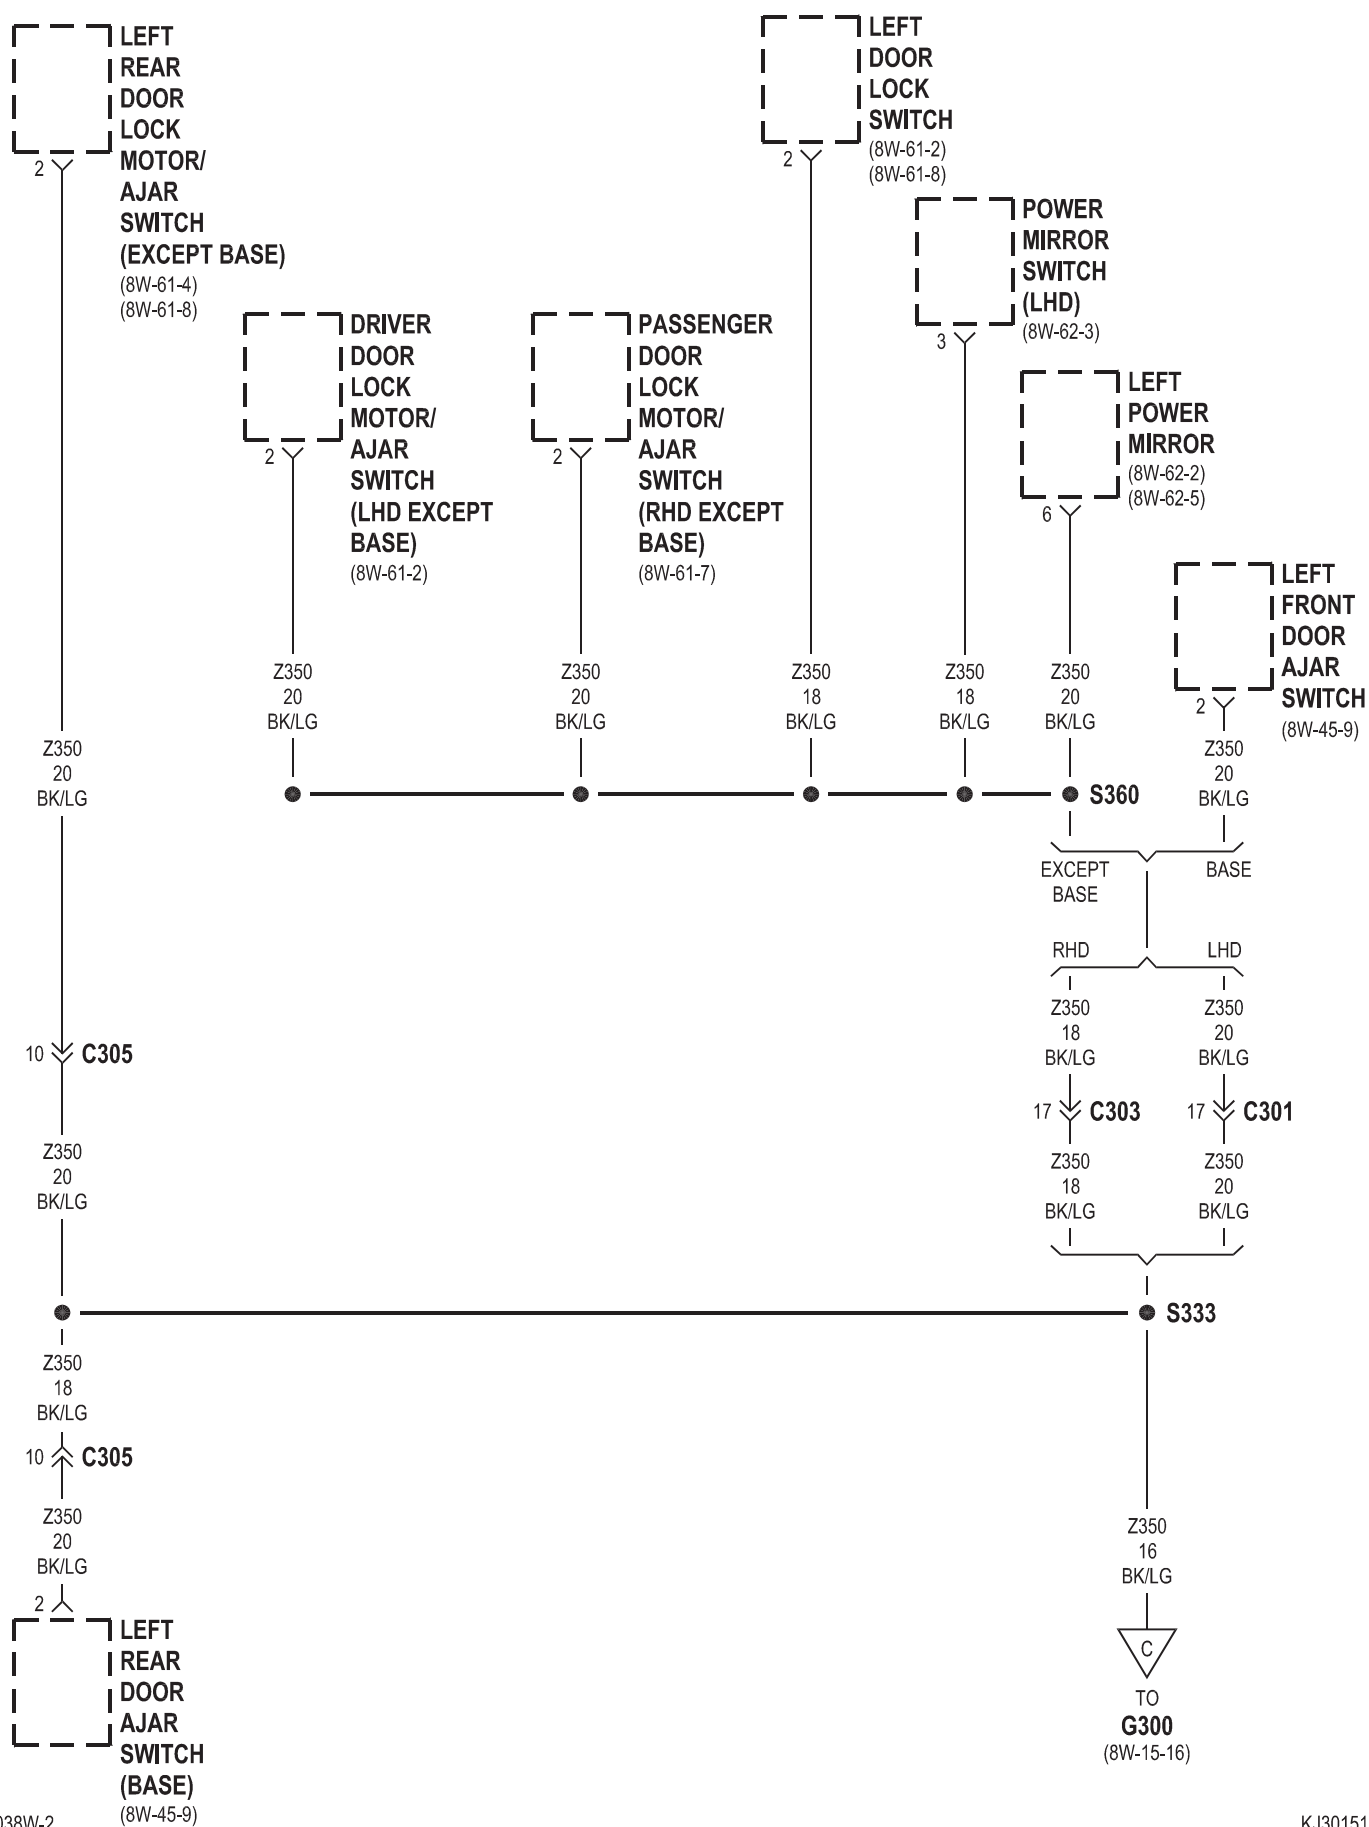 LEFT
REAR
DOOR
LOCK
MOTOR/
AJAR
SWITCH
(EXCEPT BASE)
(8W-61-4)
(8W-61-8)
2
LEFT
DOOR
LOCK
SWITCH
(8W-61-2)
(8W-61-8)
2
POWER
MIRROR
SWITCH
(LHD)
(8W-62-3)
3
DRIVER
DOOR
LOCK
MOTOR/
AJAR
SWITCH
(LHD EXCEPT
BASE)
(8W-61-2)
2
PASSENGER
DOOR
LOCK
MOTOR/
AJAR
SWITCH
(RHD EXCEPT
BASE)
(8W-61-7)
2
LEFT
POWER
MIRROR
(8W-62-2)
(8W-62-5)
6
LEFT
FRONT
DOOR
AJAR
SWITCH
(8W-45-9)
2
Z350
20
BK/LG
Z350
20
BK/LG
Z350
18
BK/LG
Z350
18
BK/LG
Z350
20
BK/LG
Z350
20
BK/LG
Z350
20
BK/LG
S360
EXCEPT
BASE
BASE
RHD
LHD
Z350
18
BK/LG
Z350
20
BK/LG
10
C305
17
C303
17
C301
Z350
20
BK/LG
Z350
18
BK/LG
Z350
20
BK/LG
S333
Z350
18
BK/LG
10
C305
Z350
20
BK/LG
2
Z350
16
BK/LG
C
TO
G300
(8W-15-16)
LEFT
REAR
DOOR
AJAR
SWITCH
(BASE)
(8W-45-9)
038W-2
KJ30151